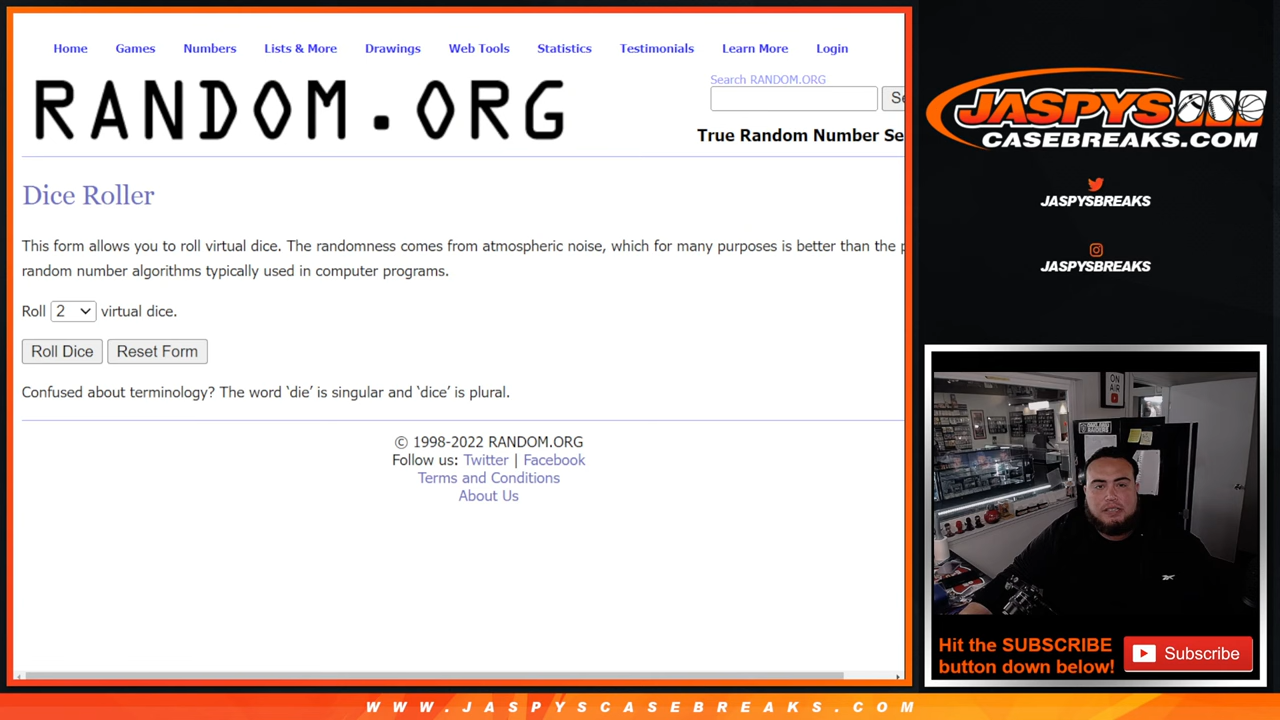 Home Games Numbers Lists & More Drawings Web Tools Statistics Testimonials Learn More Login
RANDOM.ORG
Search RANDOM.ORG
Se
True Random Number Se
Dice Roller
This form allows you to roll virtual dice. The randomness comes from atmospheric noise, which for many purposes is better than the p
random number algorithms typically used in computer programs.
Roll 2 virtual dice.
Roll Dice Reset Form
Confused about terminology? The word ‘die’ is singular and ‘dice’ is plural.
© 1998-2022 RANDOM.ORG
Follow us: Twitter | Facebook
Terms and Conditions
About Us
JASPYS
CASEBREAKS.COM
JASPYSBREAKS
JASPYSBREAKS
ON
AIR
Hit the SUBSCRIBE
button down below!
Subscribe
WWW.JASPYSCASEBREAKS.COM